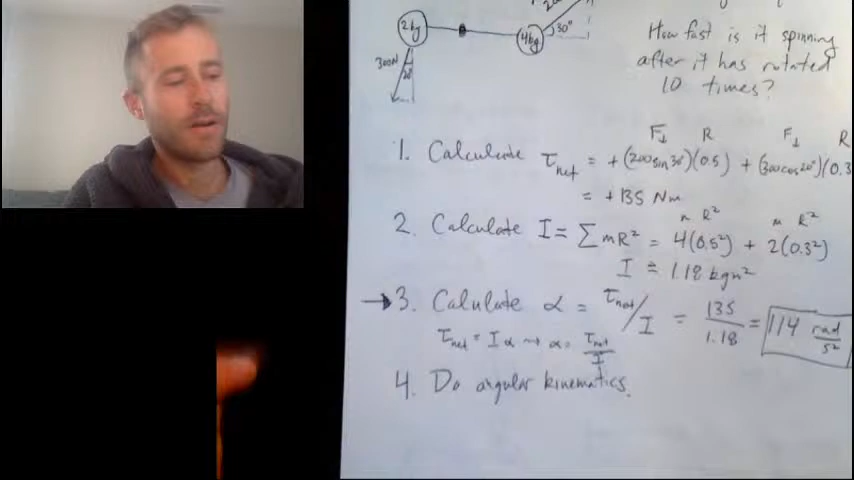 2kg
4kg
30°
300N
How fast is it spinning
after it has rotated
10 times?
F⊥ R F⊥ R
1. Calculate τnet = +(200sin30°)(0.5) + (300cos20°)(0.3
= +135 Nm
m R² m R²
2. Calculate I = ΣmR² = 4(0.5²) + 2(0.3²)
I = 1.18 kgm²
→3. Calculate α = τnet/I = 135/1.18 = 114 rad/s²
τnet = Iα → α = τnet/I
4. Do angular kinematics.